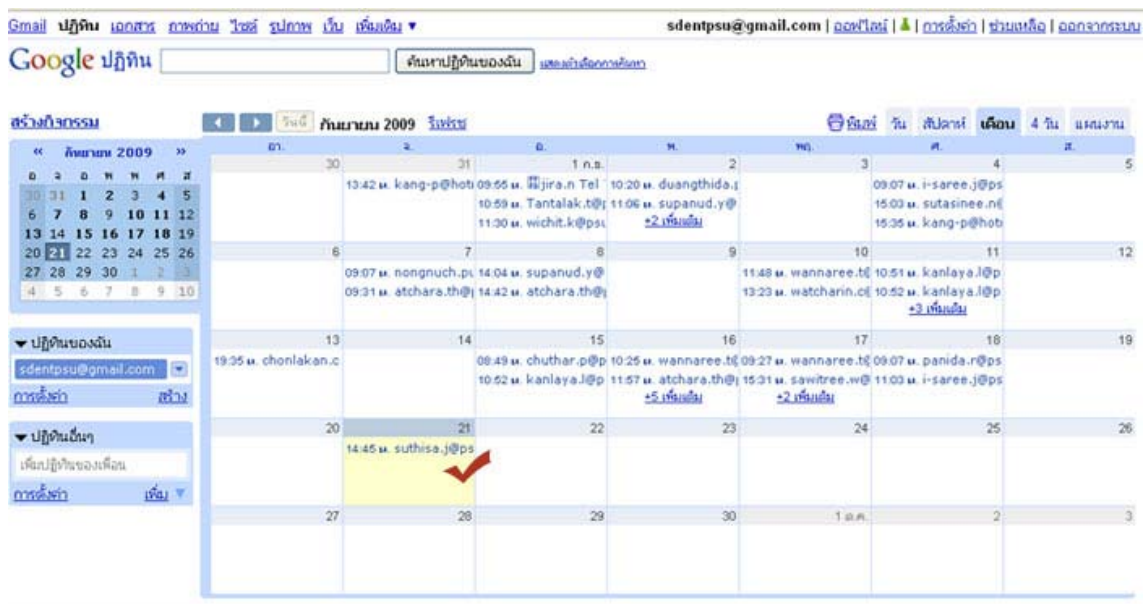 Gmail ปฏิทิน เอกสาร ภาพถ่าย ไซต์ รูปภาพ เว็บ เพิ่มเติม ▼ sdentpsu@gmail.com | ออฟไลน์ | การตั้งค่า | ช่วยเหลือ | ออกจากระบบ
Google ปฏิทิน ค้นหาปฏิทินของฉัน แสดงตัวเลือกการค้นหา
สร้างกิจกรรม วันนี้ กันยายน 2009 รีเฟรช พิมพ์ วัน สัปดาห์ เดือน 4 วัน แผนงาน
« กันยายน 2009 »
อ จ อ พ พ ศ ส
30 31 1 2 3 4 5
6 7 8 9 10 11 12
13 14 15 16 17 18 19
20 21 22 23 24 25 26
27 28 29 30 1 2 3
4 5 6 7 8 9 10
▼ ปฏิทินของฉัน
sdentpsu@gmail.com
การตั้งค่า สร้าง
▼ ปฏิทินอื่นๆ
เพิ่มปฏิทินของเพื่อน
การตั้งค่า เพิ่ม ▼
อา. จ. อ. พ. พฤ. ศ. ส.
30 31 1 ก.ย. 2 3 4 5
13:42 น. kang-p@hot 09:55 น. jira.n Tel 10:20 น. duangthida.p 09:07 น. i-saree.j@ps
10:59 น. Tantalak.t@p 11:06 น. supanud.y@ 15:03 น. sutasinee.n@
11:30 น. wichit.k@psu +2 เพิ่มเติม 15:35 น. kang-p@hot
6 7 8 9 10 11 12
09:07 น. nongnuch.pu 14:04 น. supanud.y@ 11:48 น. wannaree.t@ 10:51 น. kanlaya.l@p
09:31 น. atchara.th@p 14:42 น. atchara.th@p 13:23 น. watcharin.c@ 10:52 น. kanlaya.l@p
+3 เพิ่มเติม
13 14 15 16 17 18 19
19:35 น. chonlakan.c 08:49 น. chuthar.p@p 10:25 น. wannaree.t@ 09:27 น. wannaree.t@ 09:07 น. panida.r@ps
10:52 น. kanlaya.l@p 11:57 น. atchara.th@p 15:31 น. sawitree.w@ 11:03 น. i-saree.j@ps
+5 เพิ่มเติม +2 เพิ่มเติม
20 21 22 23 24 25 26
14:45 น. suthisa.j@ps
27 28 29 30 1 ต.ค. 2 3